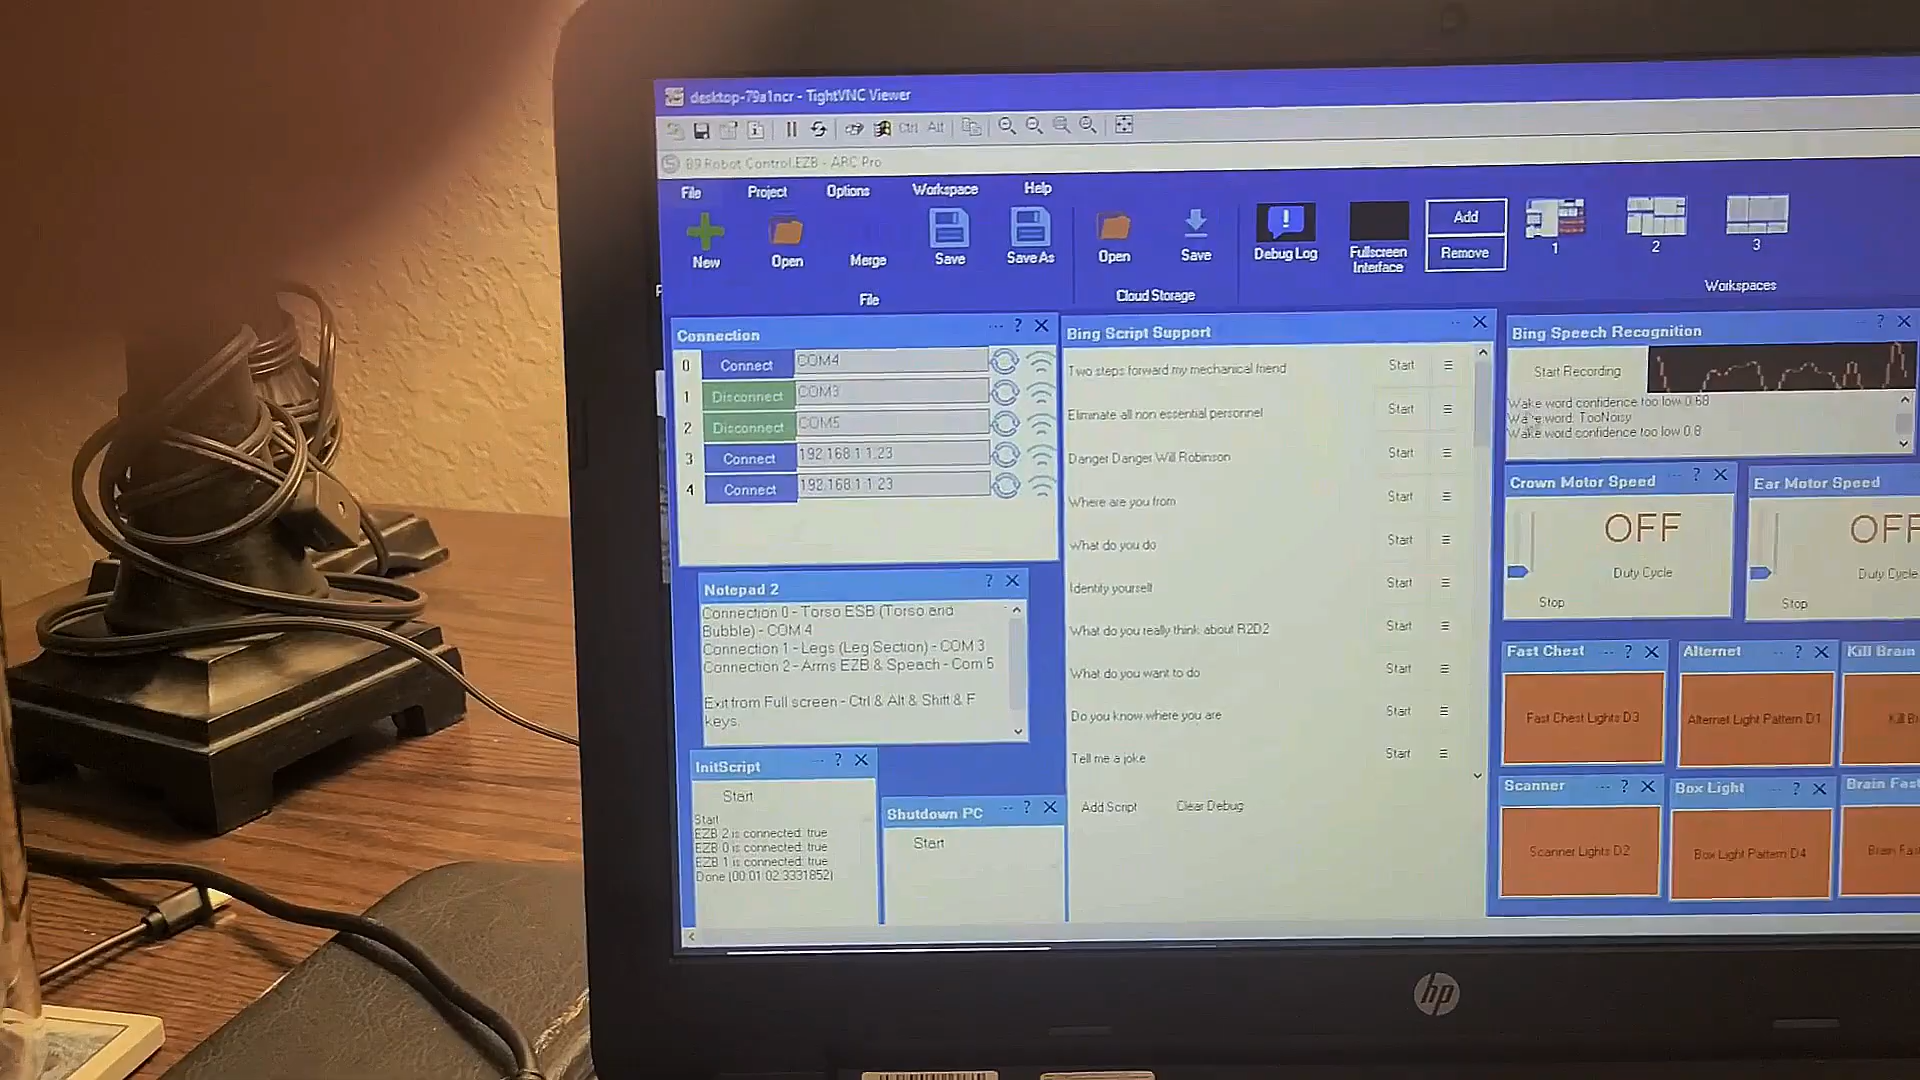 desktop-79a1ncr - TightVNC Viewer
Ctrl Alt
B9 Robot Control.EZB - ARC Pro
File Project Options Workspace Help
New Open Merge Save Save As
File
Open Save
Cloud Storage
Debug Log
Fullscreen
Interface
Add
Remove
1 2 3
Workspaces
Connection ... ? X
0 Connect COM4
1 Disconnect COM3
2 Disconnect COM5
3 Connect 192.168.1.1:23
4 Connect 192.168.1.1:23
Notepad 2 ? X
Connection 0 - Torso ESB (Torso and
Bubble) - COM 4
Connection 1 - Legs (Leg Section) - COM 3
Connection 2 - Arms EZB & Speach - Com 5
Exit from Full screen - Ctrl & Alt & Shift & F
keys.
InitScript ... ? X
Start
Start
EZB 2 is connected: true
EZB 0 is connected: true
EZB 1 is connected: true
Done (00:01:02.3331852)
Shutdown PC ... ? X
Start
Bing Script Support
Two steps forward my mechanical friend Start
Eliminate all non essential personnel Start
Danger Danger Will Robinson Start
Where are you from Start
What do you do Start
Identify yourself Start
What do you really think about R2D2 Start
What do you want to do Start
Do you know where you are Start
Tell me a joke Start
Add Script Clear Debug
Bing Speech Recognition ? X
Start Recording
Wake word confidence too low 0.68
Wake word: TooNoisy
Wake word confidence too low 0.8
Crown Motor Speed ... ? X
OFF
Duty Cycle
Stop
Ear Motor Speed
OFF
Duty Cycle
Stop
Fast Chest ... ? X
Fast Chest Lights D3
Alternet ... ? X
Alternet Light Pattern D1
Kill Brain
Scanner ... ? X
Scanner Lights D2
Box Light ... ? X
Box Light Pattern D4
Brain Fast
hp